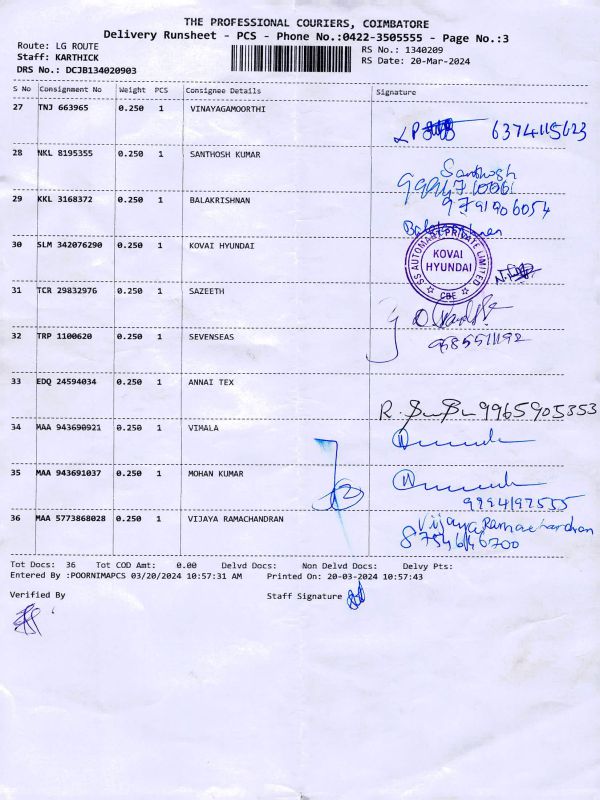 THE PROFESSIONAL COURIERS, COIMBATORE
Delivery Runsheet - PCS - Phone No.:0422-3505555 - Page No.:3
Route: LG ROUTE
Staff: KARTHICK
DRS No.: DCJB134020903
RS No.: 1340209
RS Date: 20-Mar-2024
S No Consignment No Weight PCS Consignee Details Signature
27 TNJ 663965 0.250 1 VINAYAGAMOORTHI
6374115623
28 NKL 8195355 0.250 1 SANTHOSH KUMAR
Santhosh
29 KKL 3168372 0.250 1 BALAKRISHNAN
9791906054
30 SLM 342076290 0.250 1 KOVAI HYUNDAI
SS AUTOMART PRIVATE LIMITED
KOVAI
HYUNDAI
CBE
31 TCR 29832976 0.250 1 SAZEETH
32 TRP 1100620 0.250 1 SEVENSEAS
9585511192
33 EDQ 24594034 0.250 1 ANNAI TEX
9965905353
34 MAA 943690921 0.250 1 VIMALA
35 MAA 943691037 0.250 1 MOHAN KUMAR
9994197555
36 MAA 5773868028 0.250 1 VIJAYA RAMACHANDRAN
Vijaya Ramachandran
8754646700
Tot Docs: 36 Tot COD Amt: 0.00 Delvd Docs: Non Delvd Docs: Delvy Pts:
Entered By :POORNIMAPCS 03/20/2024 10:57:31 AM Printed On: 20-03-2024 10:57:43
Verified By Staff Signature